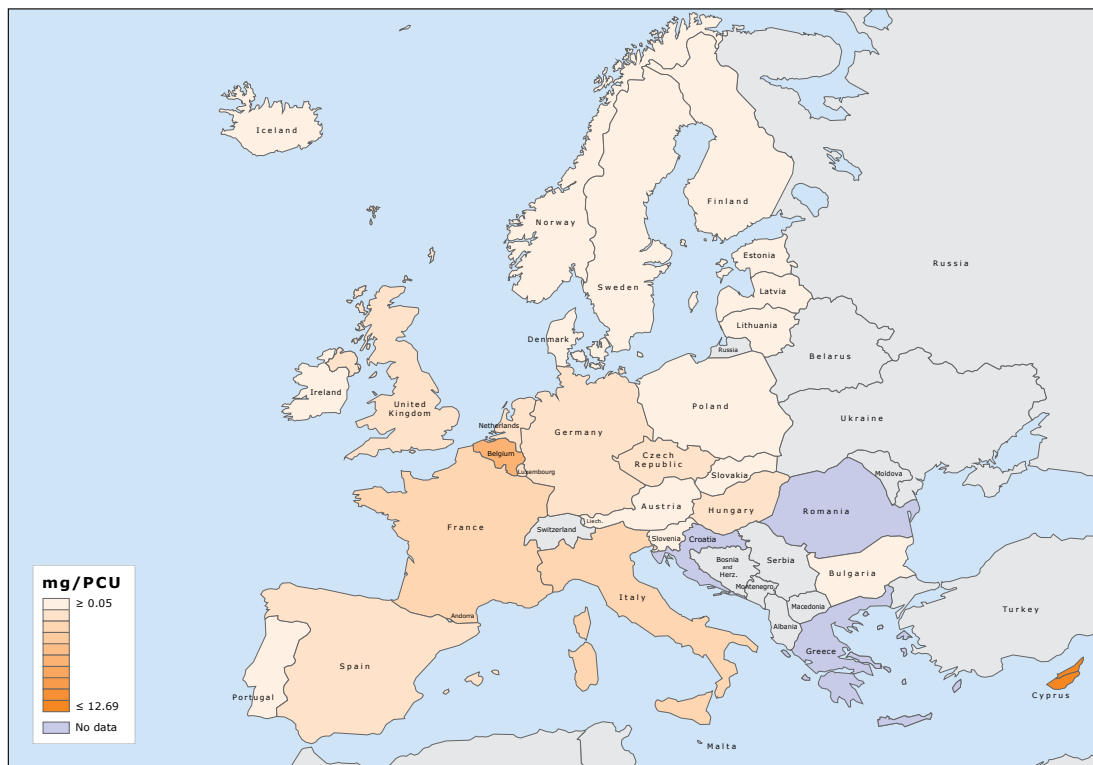 Iceland
Norway
Finland
Sweden
Estonia
Russia
Latvia
Lithuania
Denmark
Russia
Belarus
Ireland
United
Kingdom
Poland
Ukraine
Netherlands
Germany
Belgium
Czech
Republic
Luxembourg
Slovakia
Moldova
Austria
Hungary
Romania
France
Liech.
Switzerland
Slovenia
Croatia
Bosnia
and
Herz.
Serbia
Bulgaria
Montenegro
Italy
Macedonia
Andorra
Albania
Turkey
Greece
Spain
Portugal
Cyprus
Malta
mg/PCU
≥ 0.05
≤ 12.69
No data